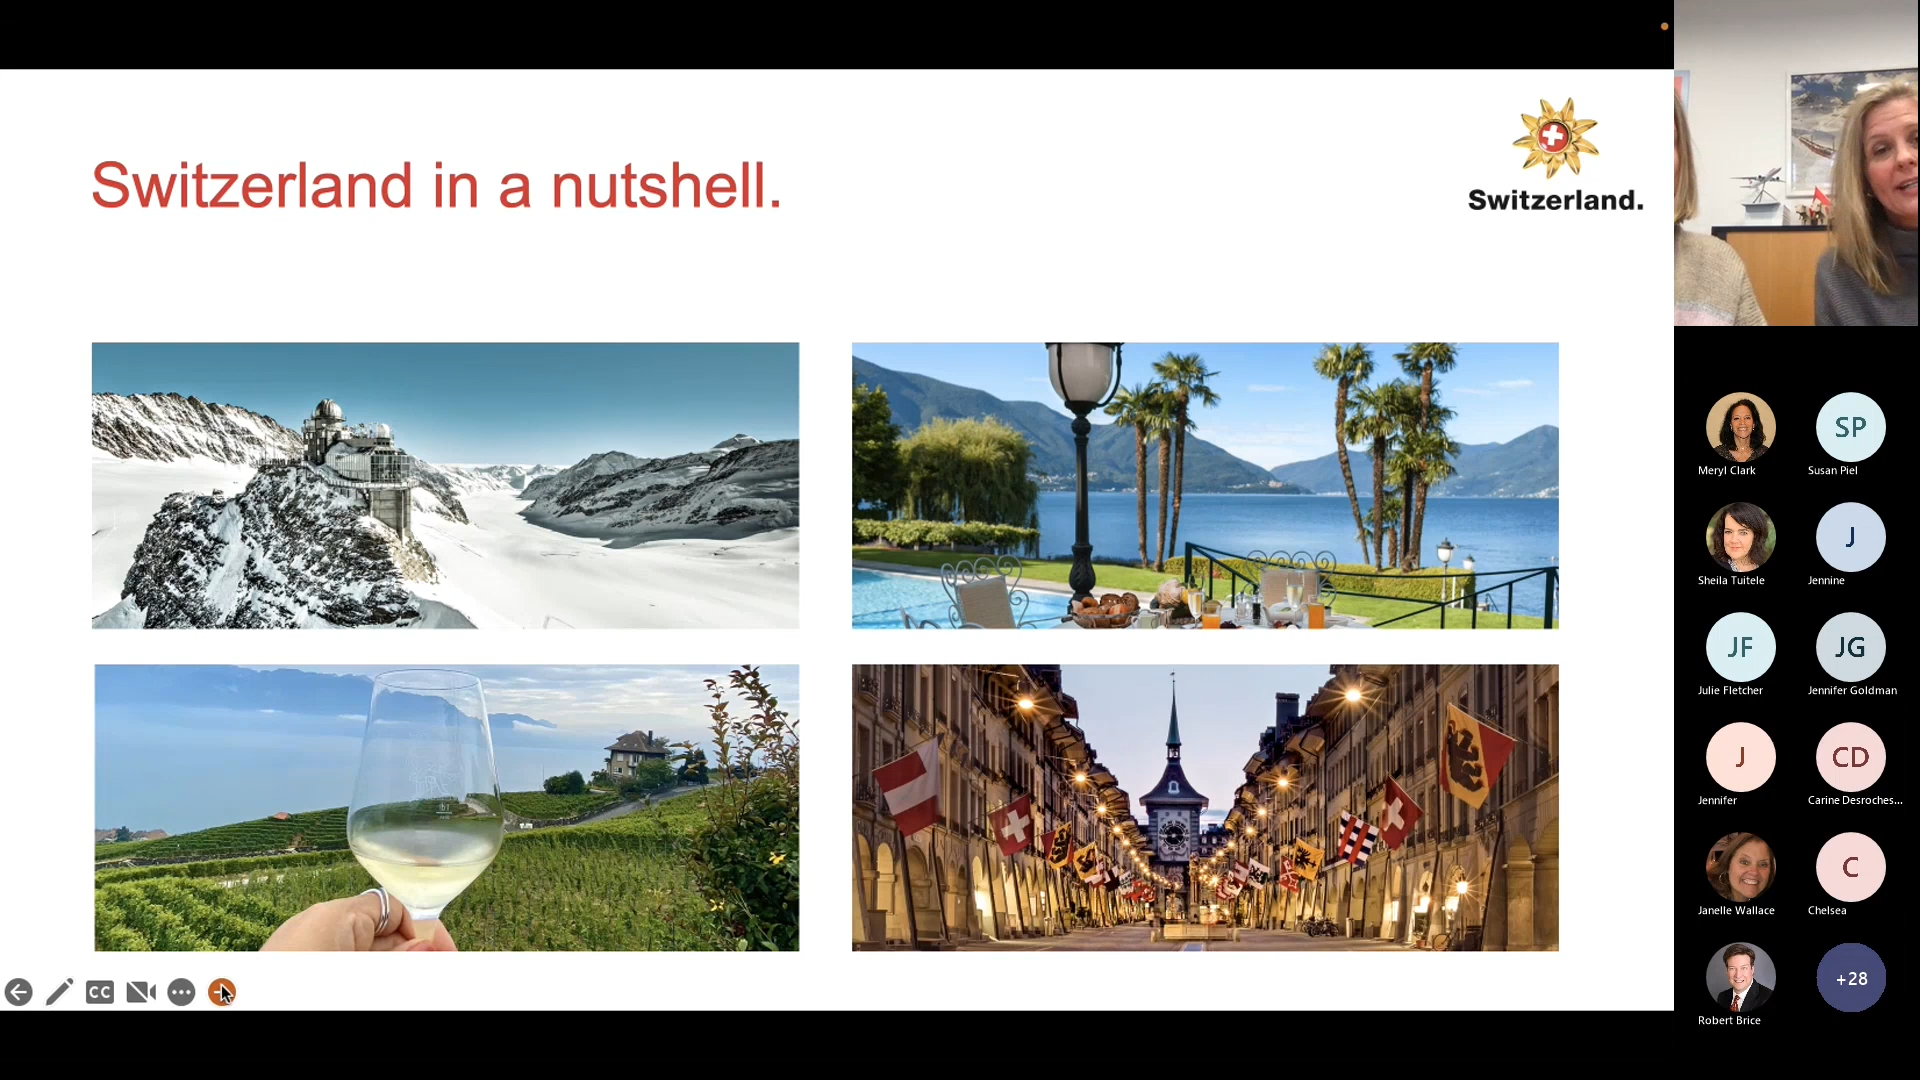 Switzerland in a nutshell.
Switzerland.
CC
Meryl Clark
SP
Susan Piel
Sheila Tuitele
J
Jennine
JF
Julie Fletcher
JG
Jennifer Goldman
J
Jennifer
CD
Carine Desroches...
Janelle Wallace
C
Chelsea
Robert Brice
+28